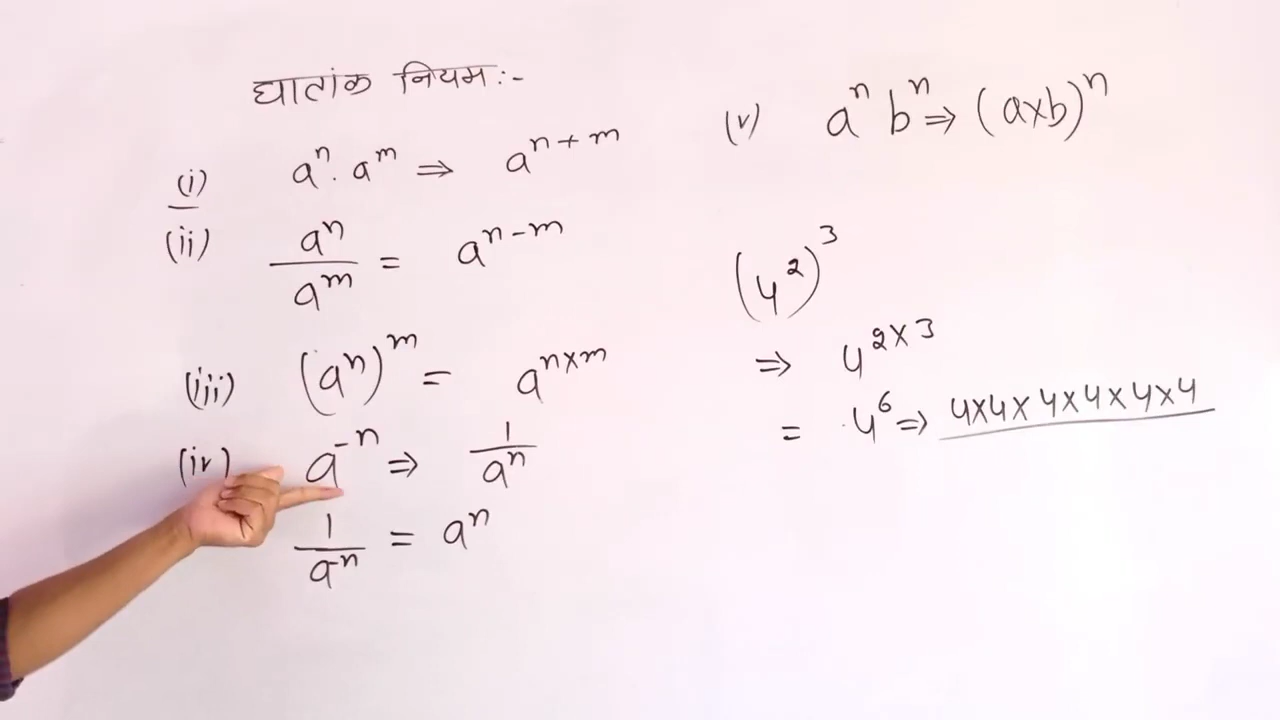 घातांक नियम :-
(i) aⁿ . aᵐ ⇒ aⁿ⁺ᵐ
(ii) aⁿ/aᵐ = aⁿ⁻ᵐ
(iii) (aⁿ)ᵐ = aⁿˣᵐ
(iv) a⁻ⁿ ⇒ 1/aⁿ
1/a⁻ⁿ = aⁿ
(v) aⁿ bⁿ ⇒ (a×b)ⁿ
(4²)³
⇒ 4²ˣ³
= 4⁶ ⇒ 4×4×4×4×4×4